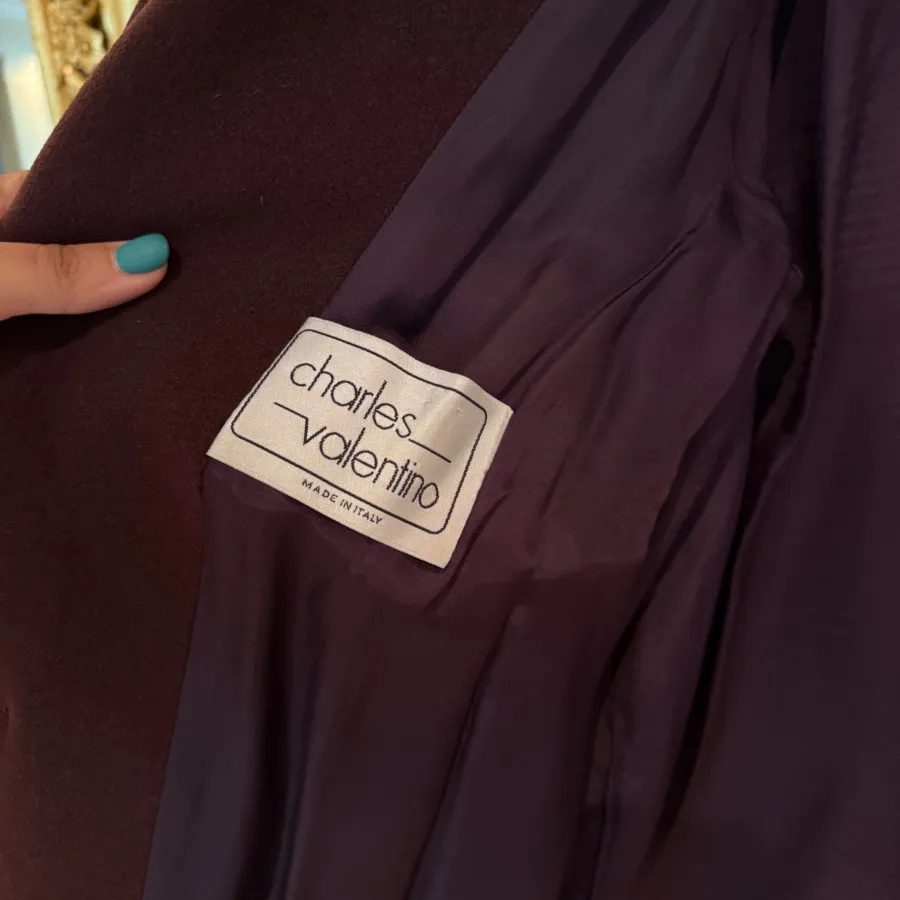 charles
valentino
MADE IN ITALY